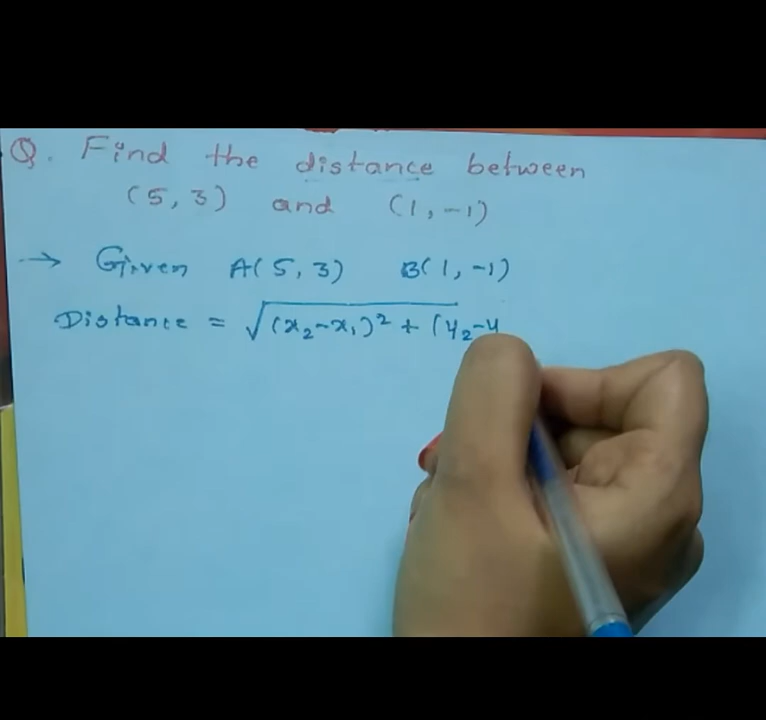 Q. Find the distance between
(5, 3) and (1, -1)
→ Given A(5, 3) B(1, -1)
Distance = √(x₂-x₁)² + (y₂-y